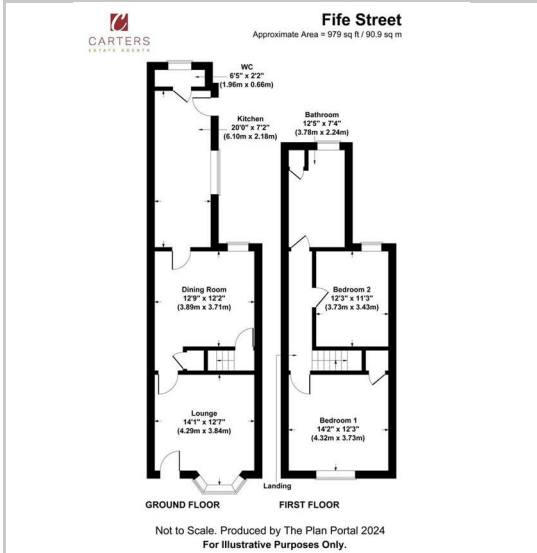 CARTERS
ESTATE AGENTS
Fife Street
Approximate Area = 979 sq ft / 90.9 sq m
WC
6'5" x 2'2"
(1.96m x 0.66m)
Kitchen
20'0" x 7'2"
(6.10m x 2.18m)
Bathroom
12'5" x 7'4"
(3.78m x 2.24m)
Dining Room
12'9" x 12'2"
(3.89m x 3.71m)
Bedroom 2
12'3" x 11'3"
(3.73m x 3.43m)
Lounge
14'1" x 12'7"
(4.29m x 3.84m)
Bedroom 1
14'2" x 12'3"
(4.32m x 3.73m)
Landing
GROUND FLOOR
FIRST FLOOR
Not to Scale. Produced by The Plan Portal 2024
For Illustrative Purposes Only.